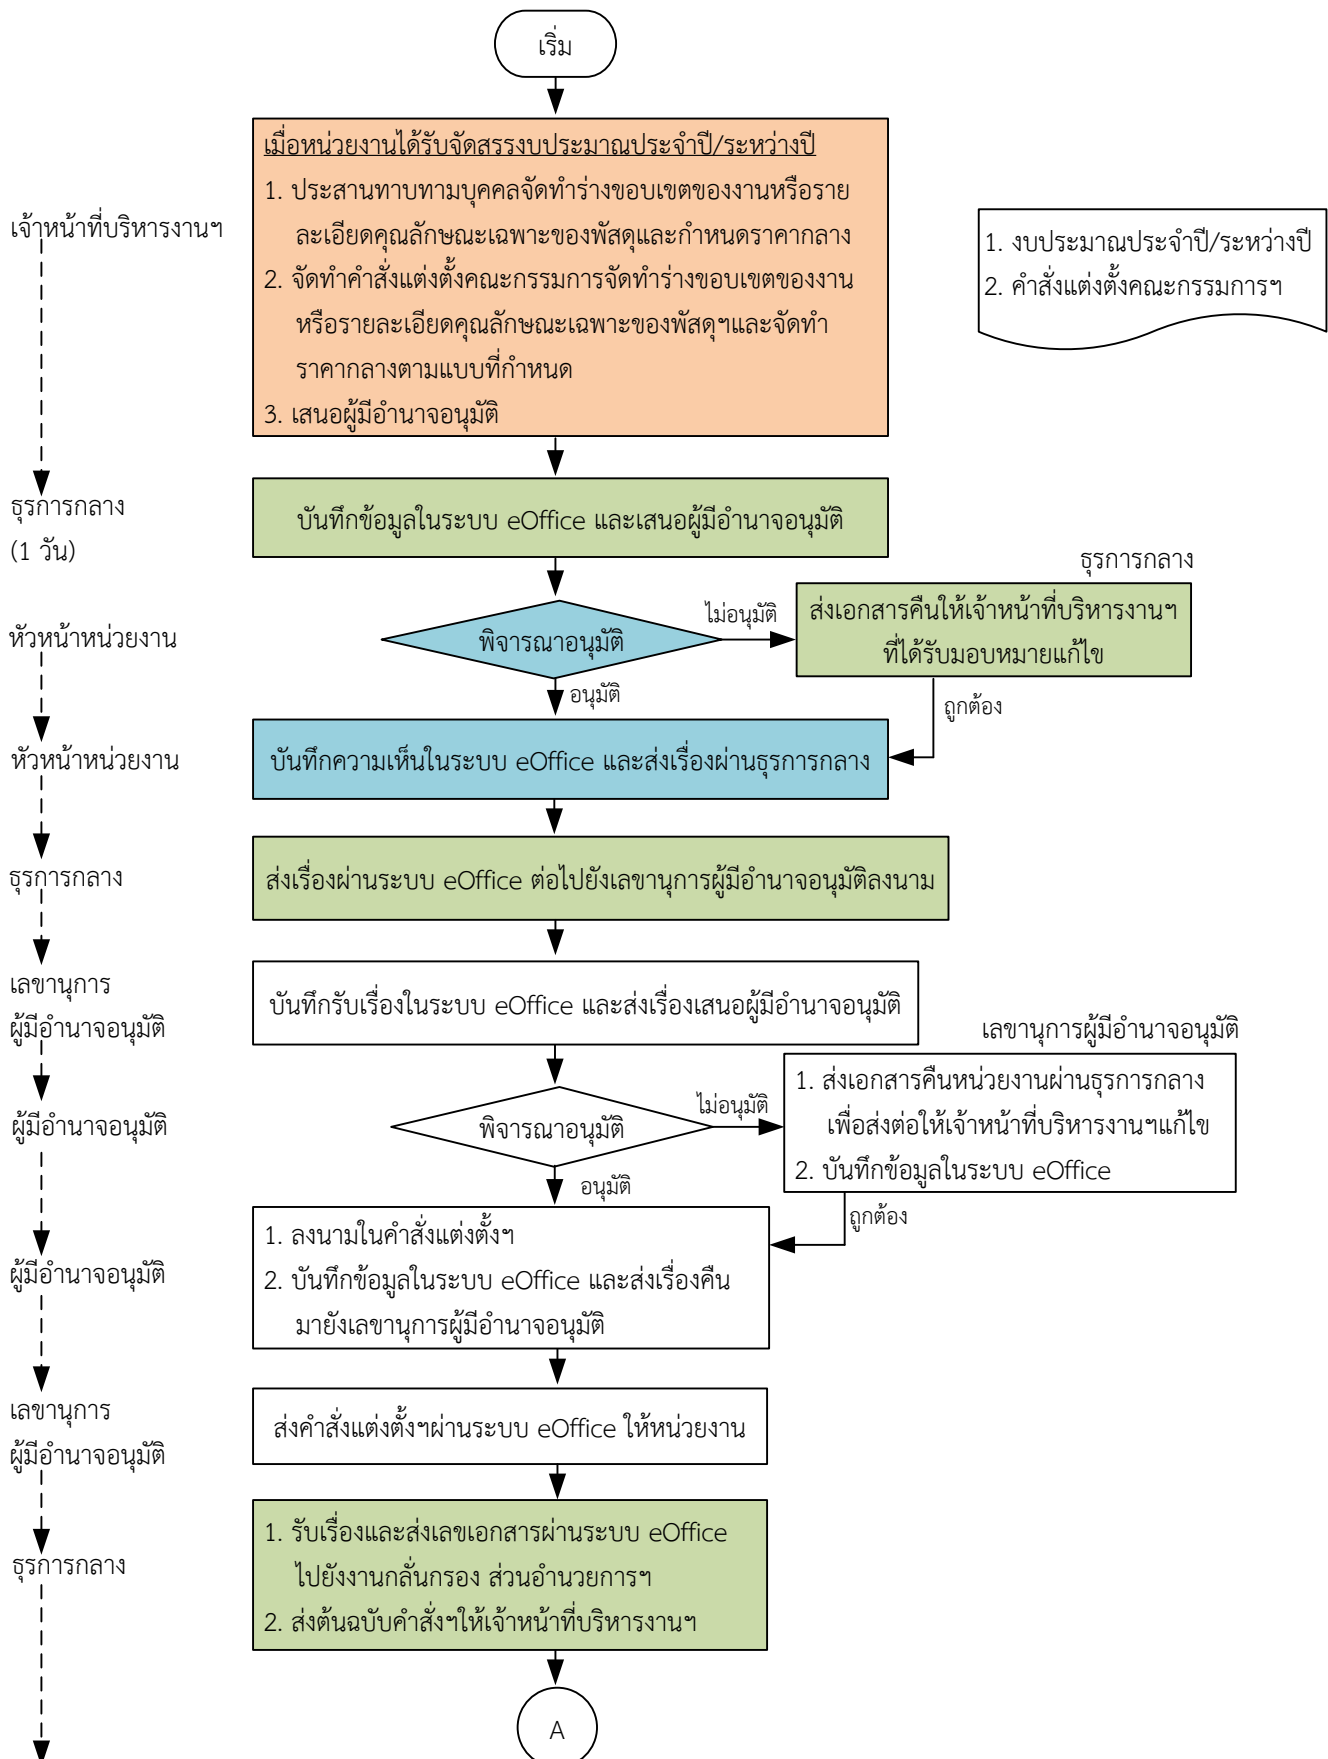 เริ่ม
เมื่อหน่วยงานได้รับจัดสรรงบประมาณประจำปี/ระหว่างปี
1. ประสานทาบทามบุคคลจัดทำร่างขอบเขตของงานหรือราย
ละเอียดคุณลักษณะเฉพาะของพัสดุและกำหนดราคากลาง
2. จัดทำคำสั่งแต่งตั้งคณะกรรมการจัดทำร่างขอบเขตของงาน
หรือรายละเอียดคุณลักษณะเฉพาะของพัสดุฯและจัดทำ
ราคากลางตามแบบที่กำหนด
3. เสนอผู้มีอำนาจอนุมัติ
เจ้าหน้าที่บริหารงานฯ
1. งบประมาณประจำปี/ระหว่างปี
2. คำสั่งแต่งตั้งคณะกรรมการฯ
ธุรการกลาง
(1 วัน)
บันทึกข้อมูลในระบบ eOffice และเสนอผู้มีอำนาจอนุมัติ
หัวหน้าหน่วยงาน
พิจารณาอนุมัติ
ไม่อนุมัติ
ธุรการกลาง
ส่งเอกสารคืนให้เจ้าหน้าที่บริหารงานฯ
ที่ได้รับมอบหมายแก้ไข
อนุมัติ
ถูกต้อง
หัวหน้าหน่วยงาน
บันทึกความเห็นในระบบ eOffice และส่งเรื่องผ่านธุรการกลาง
ธุรการกลาง
ส่งเรื่องผ่านระบบ eOffice ต่อไปยังเลขานุการผู้มีอำนาจอนุมัติลงนาม
เลขานุการ
ผู้มีอำนาจอนุมัติ
บันทึกรับเรื่องในระบบ eOffice และส่งเรื่องเสนอผู้มีอำนาจอนุมัติ
ผู้มีอำนาจอนุมัติ
พิจารณาอนุมัติ
ไม่อนุมัติ
เลขานุการผู้มีอำนาจอนุมัติ
1. ส่งเอกสารคืนหน่วยงานผ่านธุรการกลาง
เพื่อส่งต่อให้เจ้าหน้าที่บริหารงานฯแก้ไข
2. บันทึกข้อมูลในระบบ eOffice
อนุมัติ
ถูกต้อง
ผู้มีอำนาจอนุมัติ
1. ลงนามในคำสั่งแต่งตั้งฯ
2. บันทึกข้อมูลในระบบ eOffice และส่งเรื่องคืน
มายังเลขานุการผู้มีอำนาจอนุมัติ
เลขานุการ
ผู้มีอำนาจอนุมัติ
ส่งคำสั่งแต่งตั้งฯผ่านระบบ eOffice ให้หน่วยงาน
ธุรการกลาง
1. รับเรื่องและส่งเลขเอกสารผ่านระบบ eOffice
ไปยังงานกลั่นกรอง ส่วนอำนวยการฯ
2. ส่งต้นฉบับคำสั่งฯให้เจ้าหน้าที่บริหารงานฯ
A